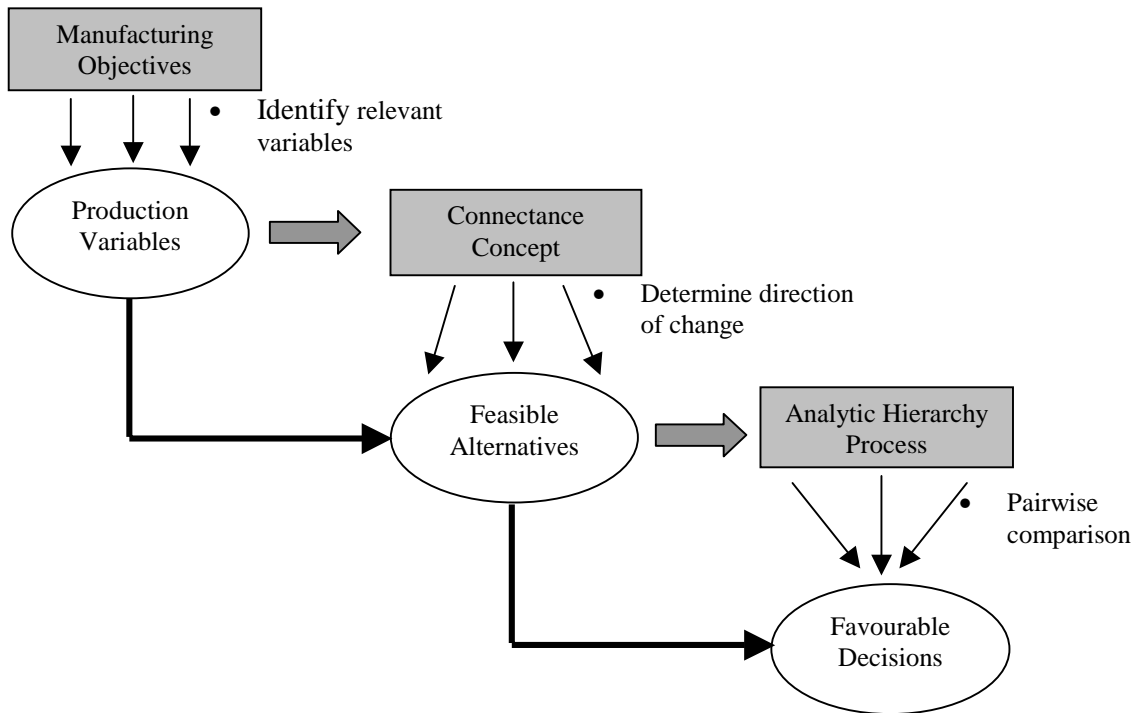 Manufacturing
Objectives
• Identify relevant
variables
Production
Variables
Connectance
Concept
• Determine direction
of change
Feasible
Alternatives
Analytic Hierarchy
Process
• Pairwise
comparison
Favourable
Decisions